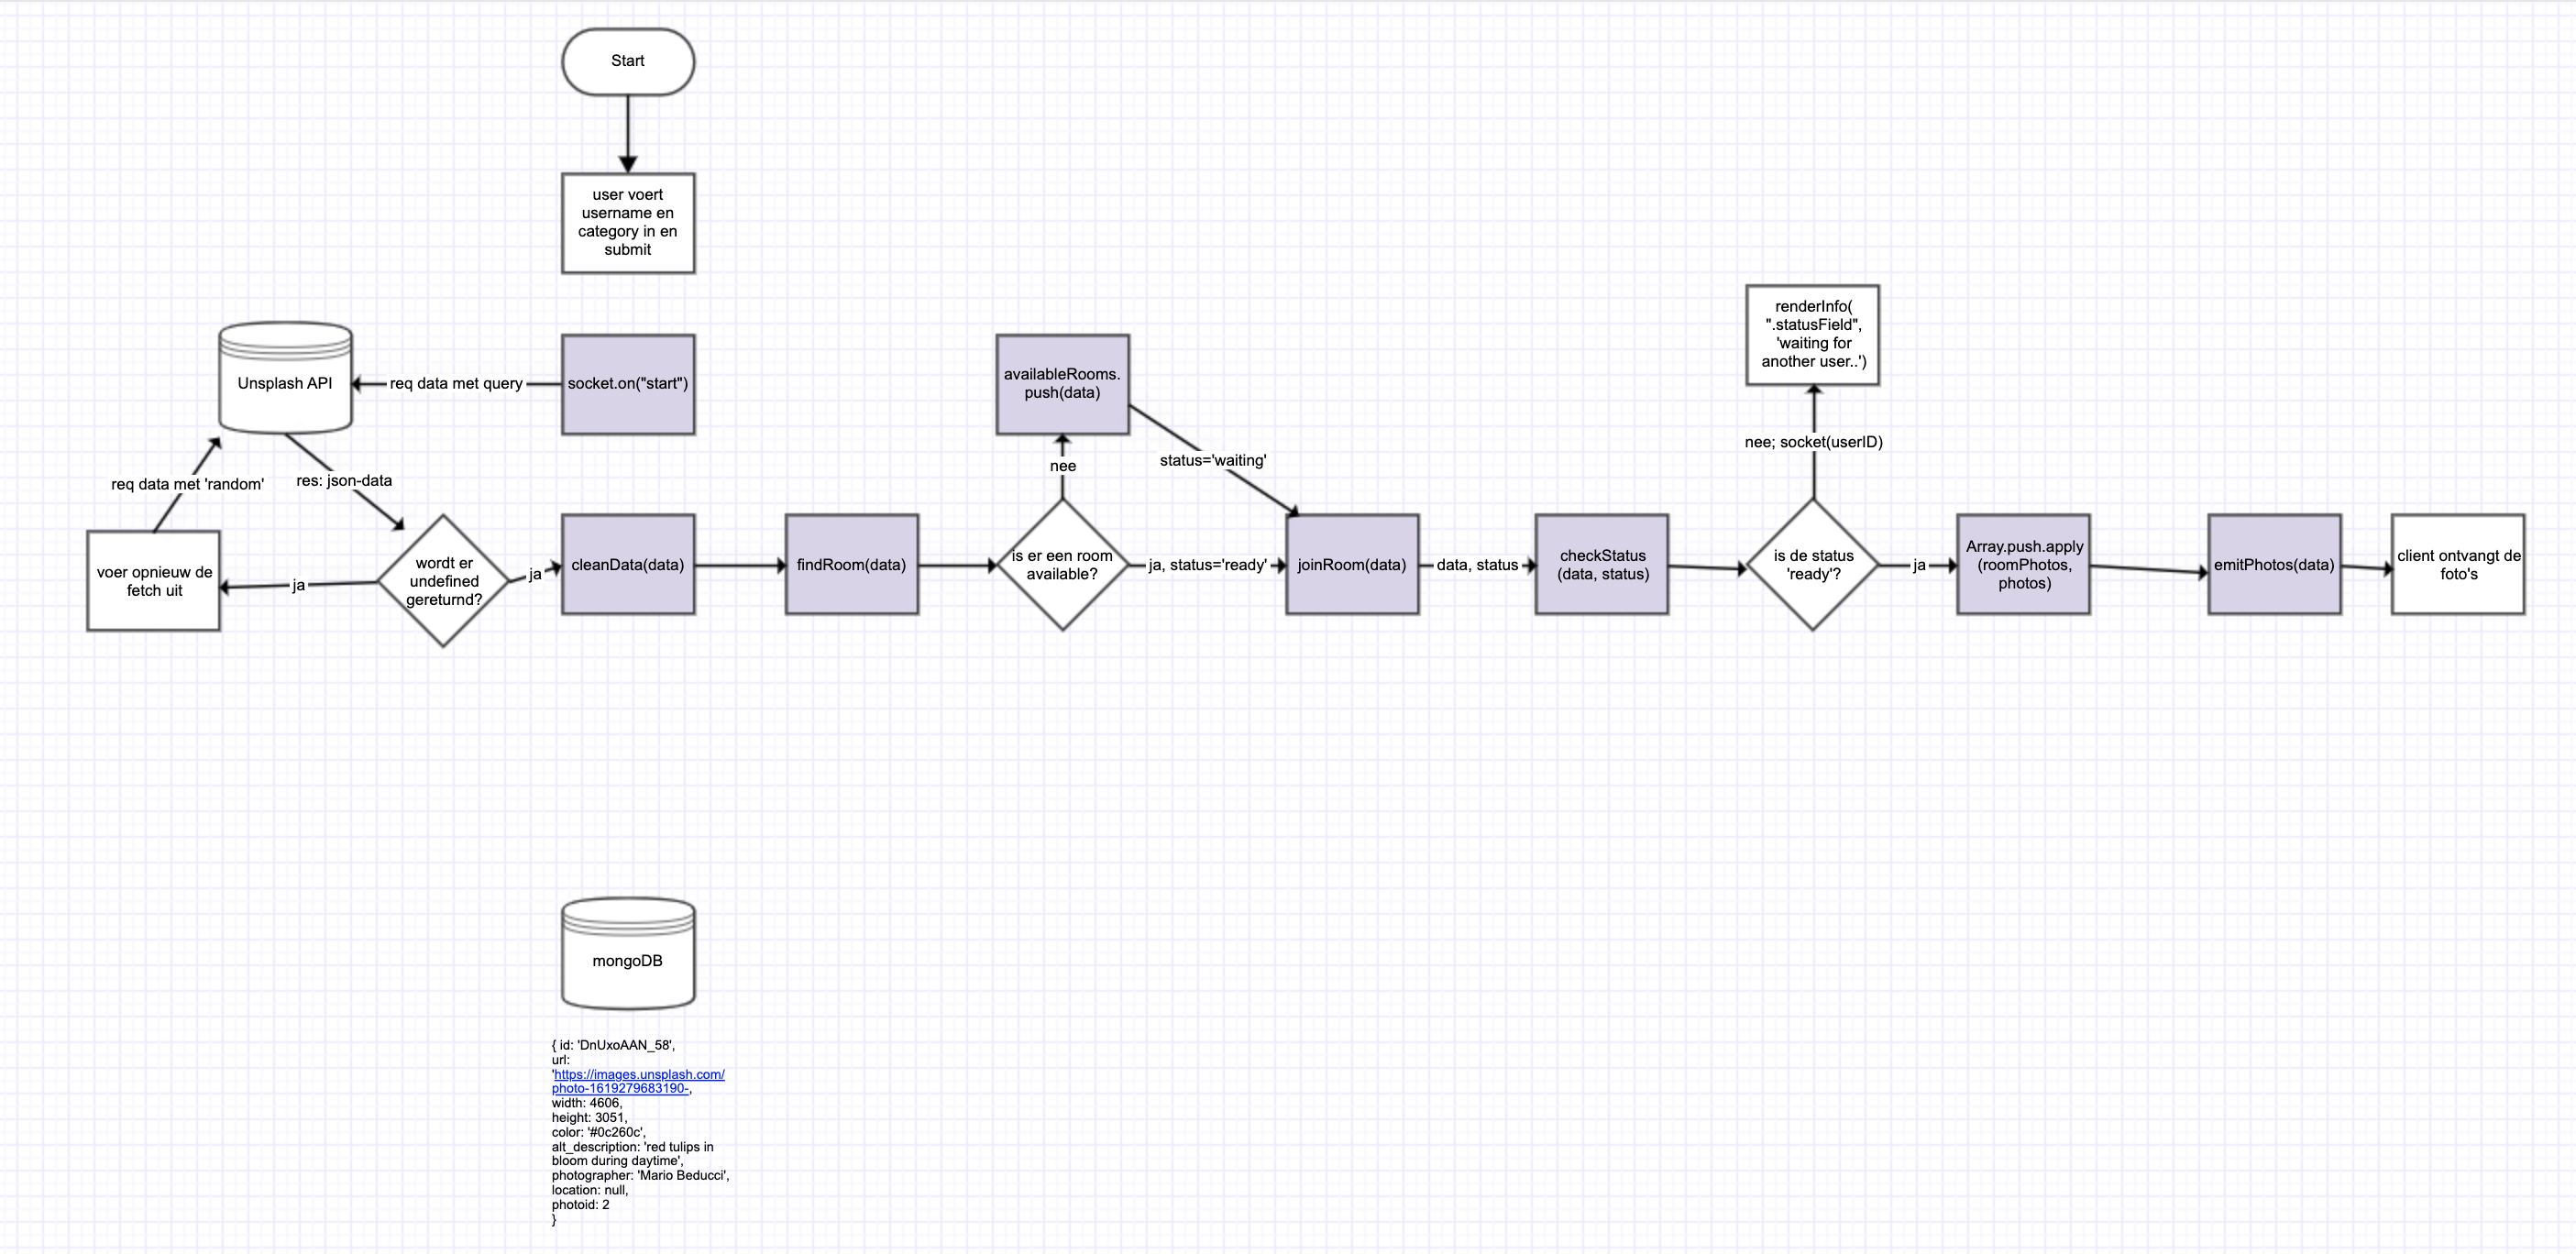 Start
user voert
username en
category in en
submit
Unsplash API
req data met query
socket.on("start")
req data met 'random'
res: json-data
voer opnieuw de
fetch uit
ja
wordt er
undefined
gereturnd?
ja
cleanData(data)
findRoom(data)
is er een room
available?
nee
availableRooms.
push(data)
status='waiting'
ja, status='ready'
joinRoom(data)
data, status
checkStatus
(data, status)
is de status
'ready'?
nee; socket(userID)
renderInfo(
".statusField",
'waiting for
another user..')
ja
Array.push.apply
(roomPhotos,
photos)
emitPhotos(data)
client ontvangt de
foto's
mongoDB
{ id: 'DnUxoAAN_58',
url:
'https://images.unsplash.com/
photo-1619279683190-,
width: 4606,
height: 3051,
color: '#0c260c',
alt_description: 'red tulips in
bloom during daytime',
photographer: 'Mario Beducci',
location: null,
photoid: 2
}